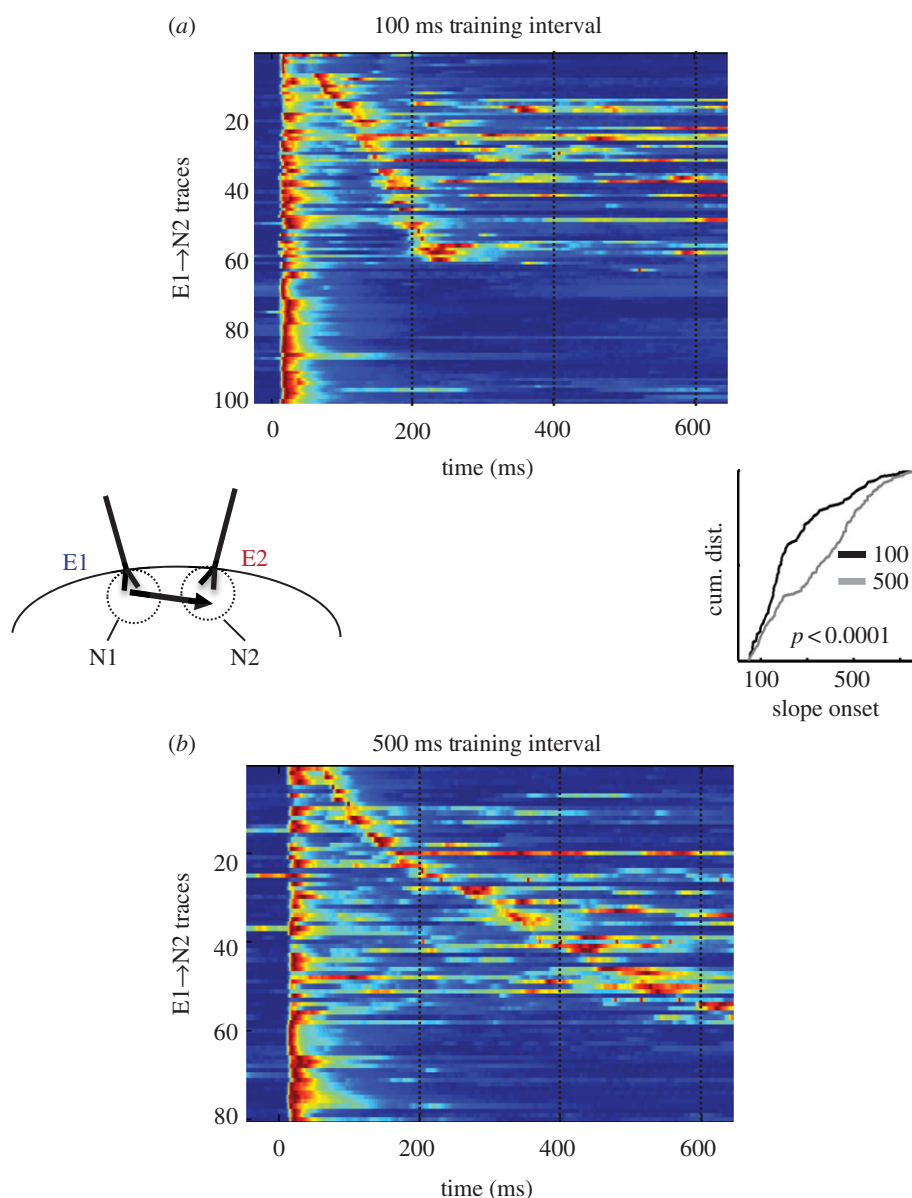 (a) 100 ms training interval
E1→N2 traces
20
40
60
80
100
0 200 400 600
time (ms)
E1 E2
N1 N2
cum. dist.
100
500
p < 0.0001
100 500
slope onset
(b) 500 ms training interval
E1→N2 traces
20
40
60
80
0 200 400 600
time (ms)